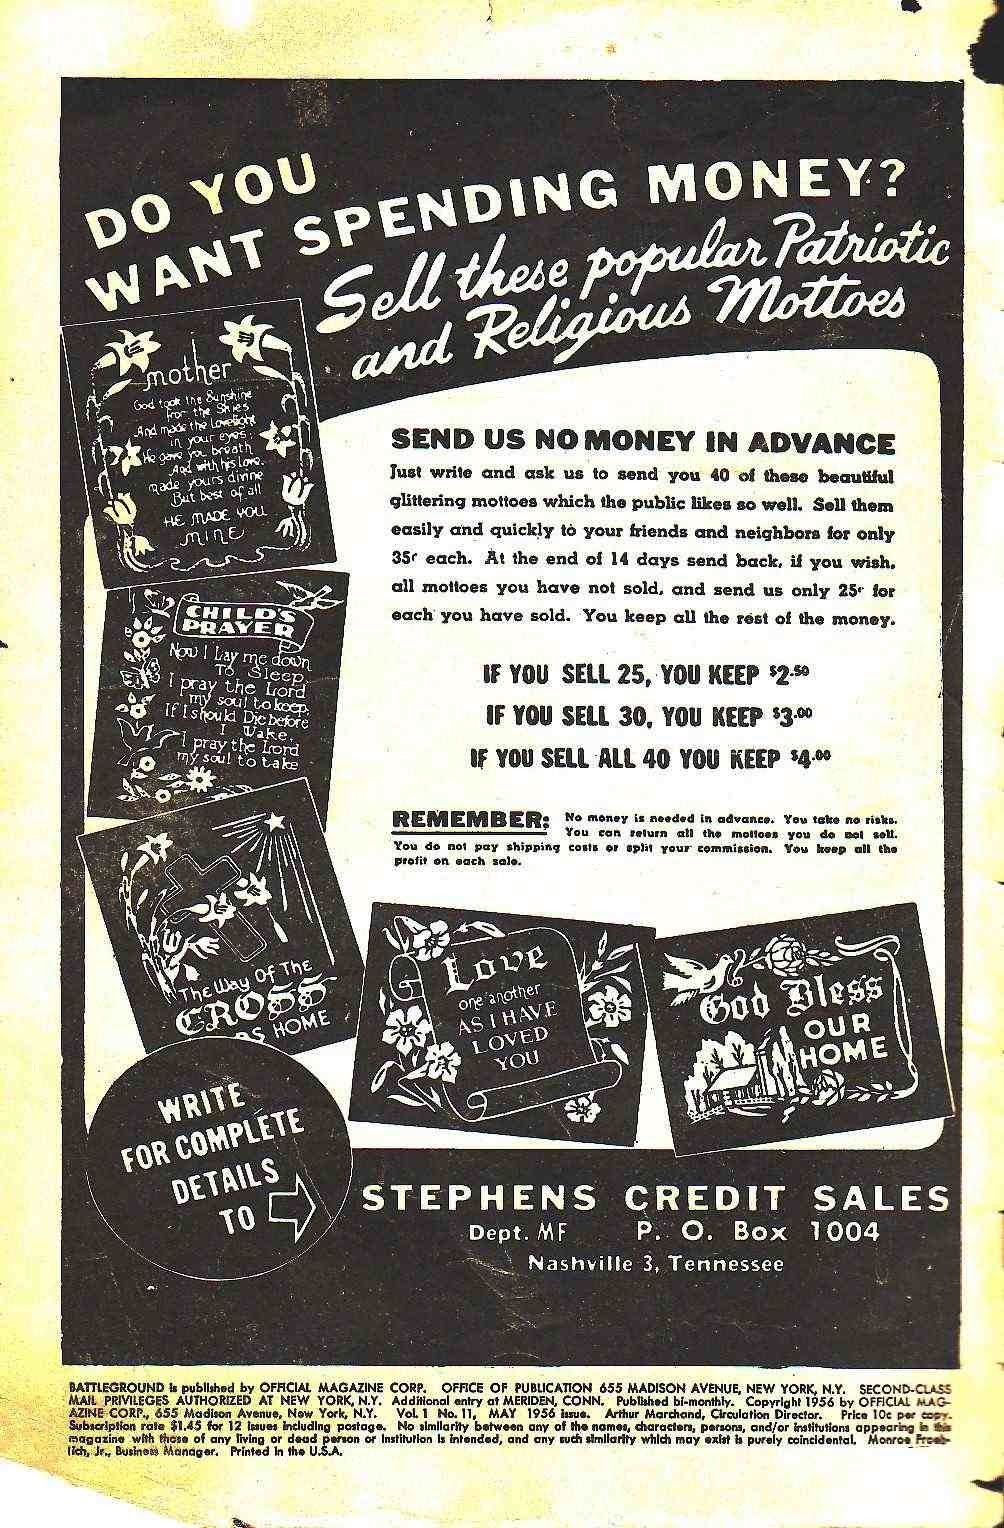 DO YOU
WANT SPENDING MONEY?
Sell these popular Patriotic
and Religious Mottoes
mother
God took the Sunshine
From the Skies
And made the Lovelight
in your eyes,
He gave you breath
And with his Love,
made yours divine
But best of all
HE MADE YOU
MINE
CHILD'S
PRAYER
Now I Lay me down
To Sleep,
I pray the Lord
my soul to keep,
If I should Die before
I Wake,
I pray the Lord
my soul to take
The Way Of The
CROSS
HOME
SEND US NO MONEY IN ADVANCE
Just write and ask us to send you 40 of these beautiful
glittering mottoes which the public likes so well. Sell them
easily and quickly to your friends and neighbors for only
35c each. At the end of 14 days send back, if you wish,
all mottoes you have not sold, and send us only 25c for
each you have sold. You keep all the rest of the money.
IF YOU SELL 25, YOU KEEP $2.50
IF YOU SELL 30, YOU KEEP $3.00
IF YOU SELL ALL 40 YOU KEEP $4.00
REMEMBER: No money is needed in advance. You take no risks.
You can return all the mottoes you do not sell.
You do not pay shipping costs or split your commission. You keep all the
profit on each sale.
Love
one another
AS I HAVE
LOVED
YOU
God Bless
OUR
HOME
WRITE
FOR COMPLETE
DETAILS
TO
STEPHENS CREDIT SALES
Dept. MF P. O. Box 1004
Nashville 3, Tennessee
BATTLEGROUND is published by OFFICIAL MAGAZINE CORP. OFFICE OF PUBLICATION 655 MADISON AVENUE, NEW YORK, N.Y. SECOND-CLASS
MAIL PRIVILEGES AUTHORIZED AT NEW YORK, N.Y. Additional entry at MERIDEN, CONN. Published bi-monthly. Copyright 1956 by OFFICIAL MAG-
AZINE CORP., 655 Madison Avenue, New York, N.Y. Vol. 1 No. 11, MAY 1956 issue. Arthur Marchand, Circulation Director. Price 10c per copy.
Subscription rate $1.45 for 12 issues including postage. No similarity between any of the names, characters, persons, and/or institutions appearing in this
magazine with those of any living or dead person or institution is intended, and any such similarity which may exist is purely coincidental. Monroe Froeh-
lich, Jr., Business Manager. Printed in the U.S.A.